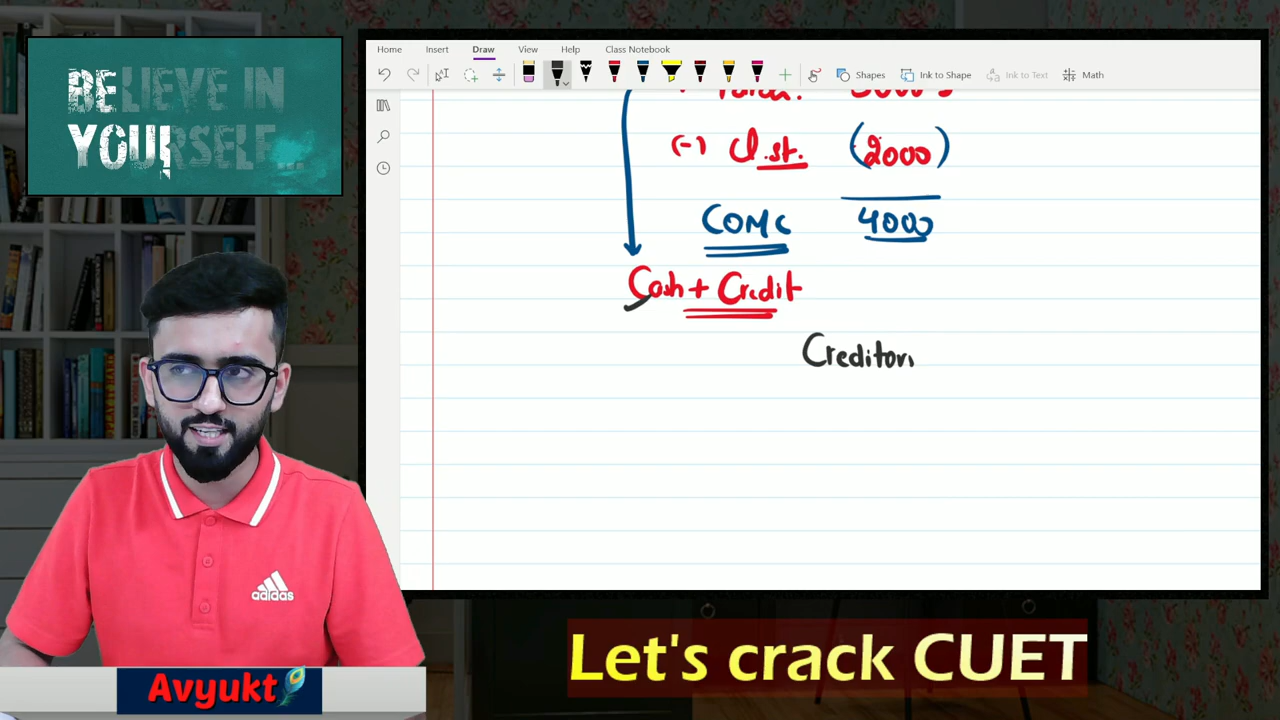 BELIEVE IN
YOURSELF...
Home Insert Draw View Help Class Notebook
Shapes Ink to Shape Ink to Text Math
(-) Cl.st. (2000)
COMC 4000
Cash + Credit
Creditors
adidas
Avyukt
Let's crack CUET